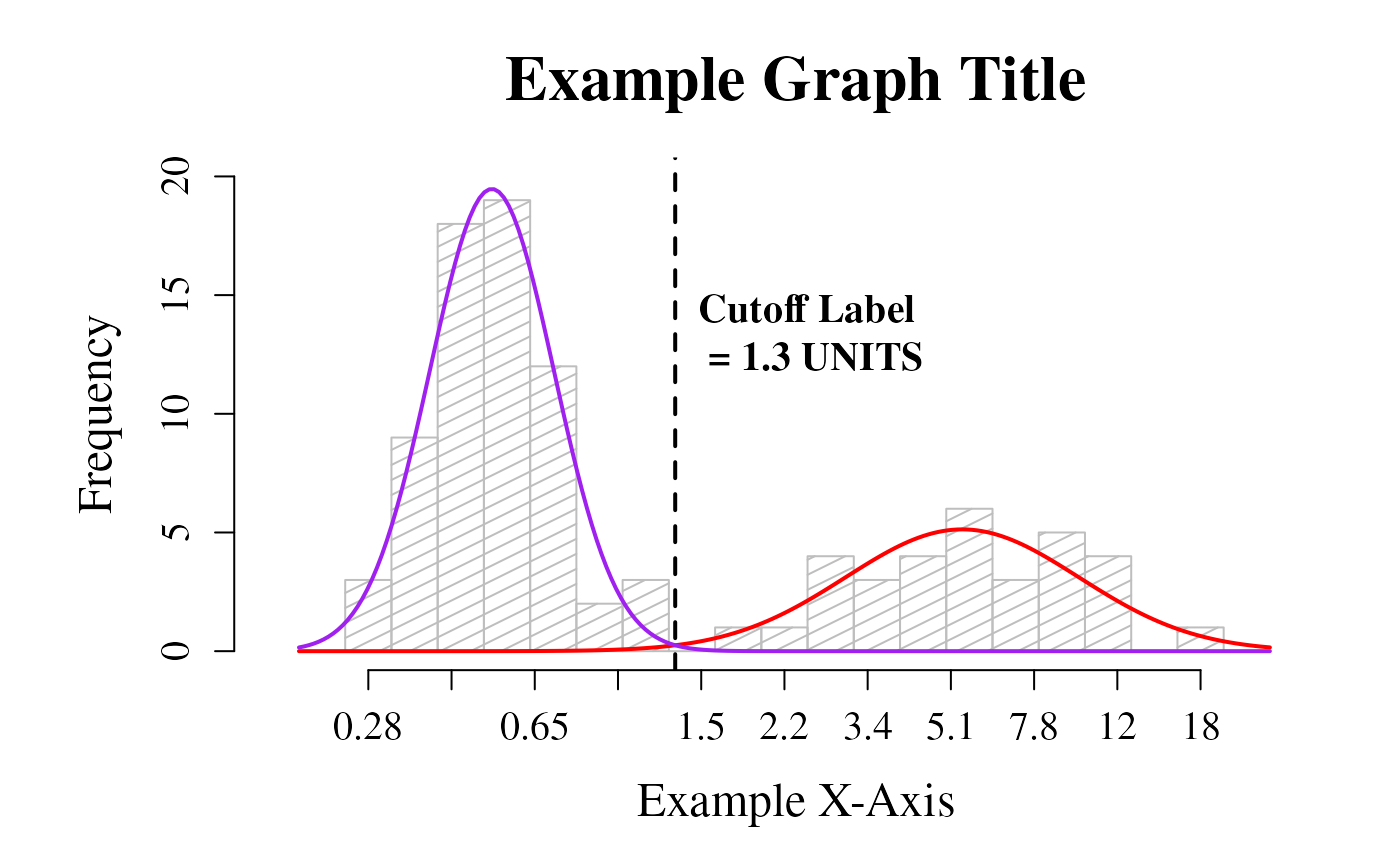 Example Graph Title
20
15
10
5
0
Frequency
Cutoff Label
= 1.3 UNITS
0.28 0.65 1.5 2.2 3.4 5.1 7.8 12 18
Example X-Axis